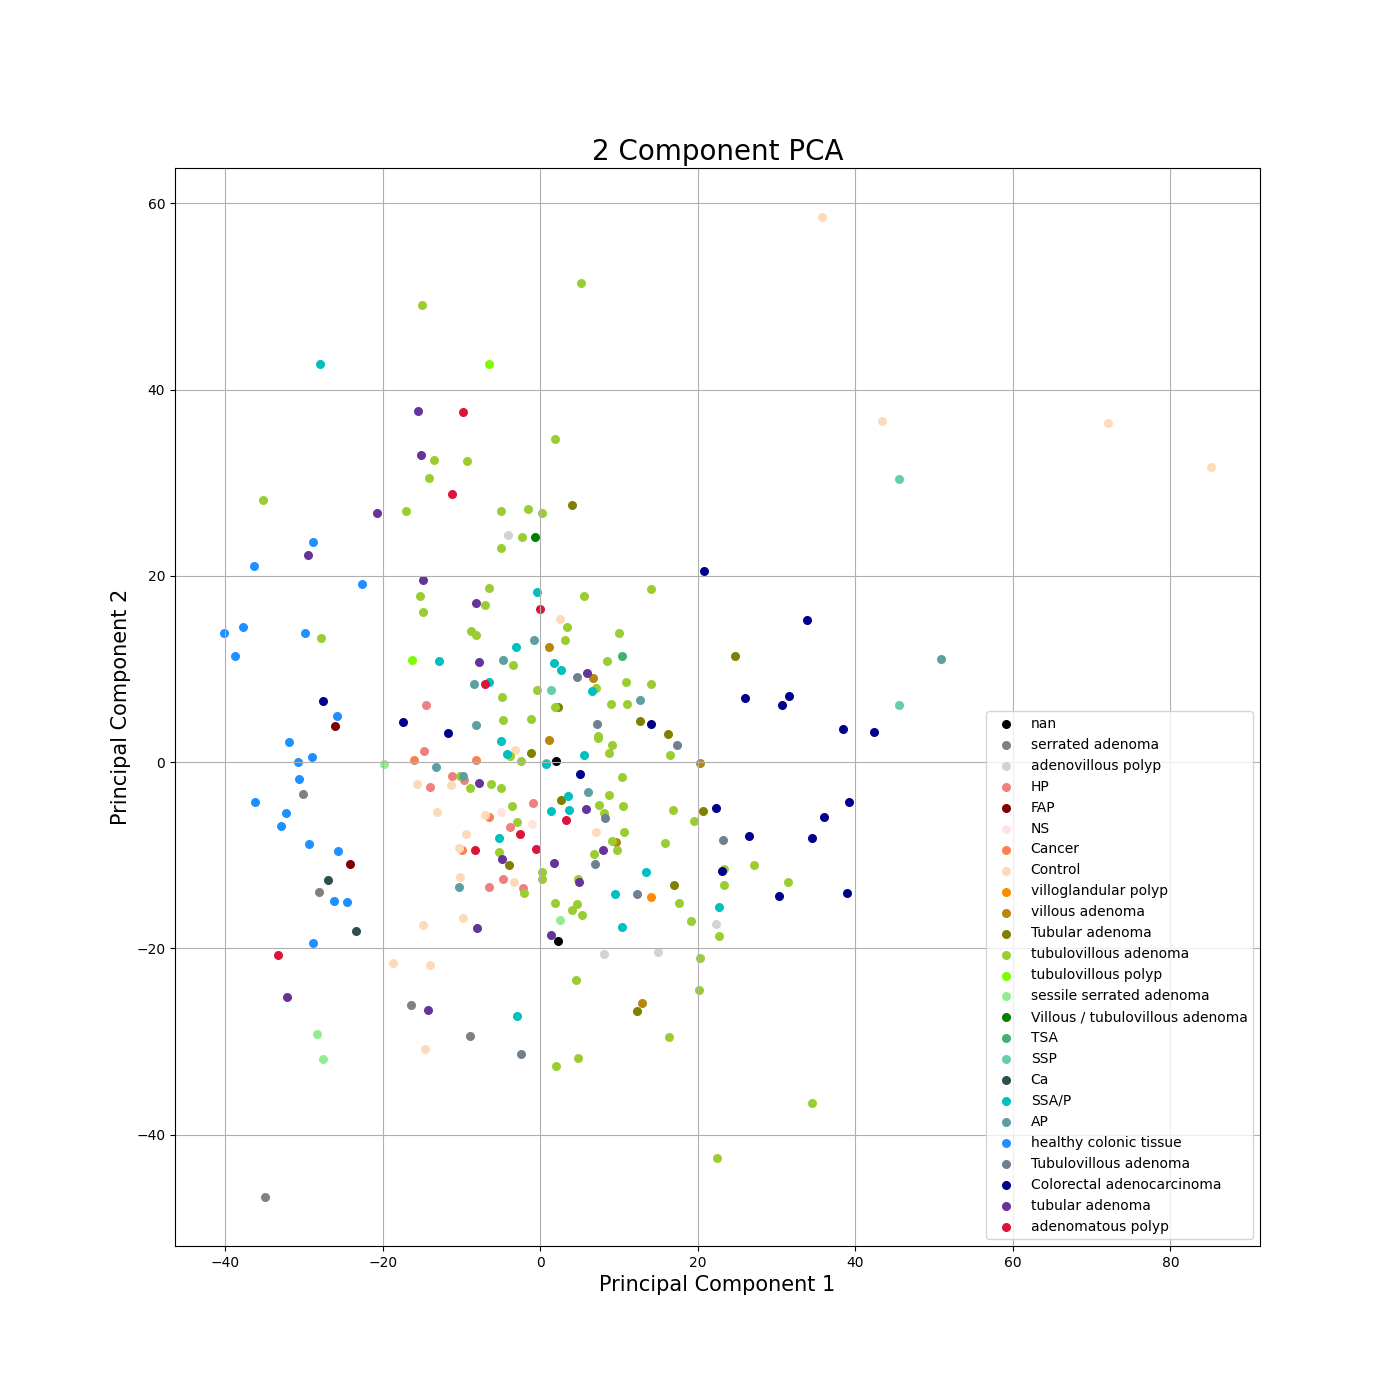 2 Component PCA
60
40
20
0
−20
−40
Principal Component 2
nan
serrated adenoma
adenovillous polyp
HP
FAP
NS
Cancer
Control
villoglandular polyp
villous adenoma
Tubular adenoma
tubulovillous adenoma
tubulovillous polyp
sessile serrated adenoma
Villous / tubulovillous adenoma
TSA
SSP
Ca
SSA/P
AP
healthy colonic tissue
Tubulovillous adenoma
Colorectal adenocarcinoma
tubular adenoma
adenomatous polyp
−40 −20 0 20 40 60 80
Principal Component 1